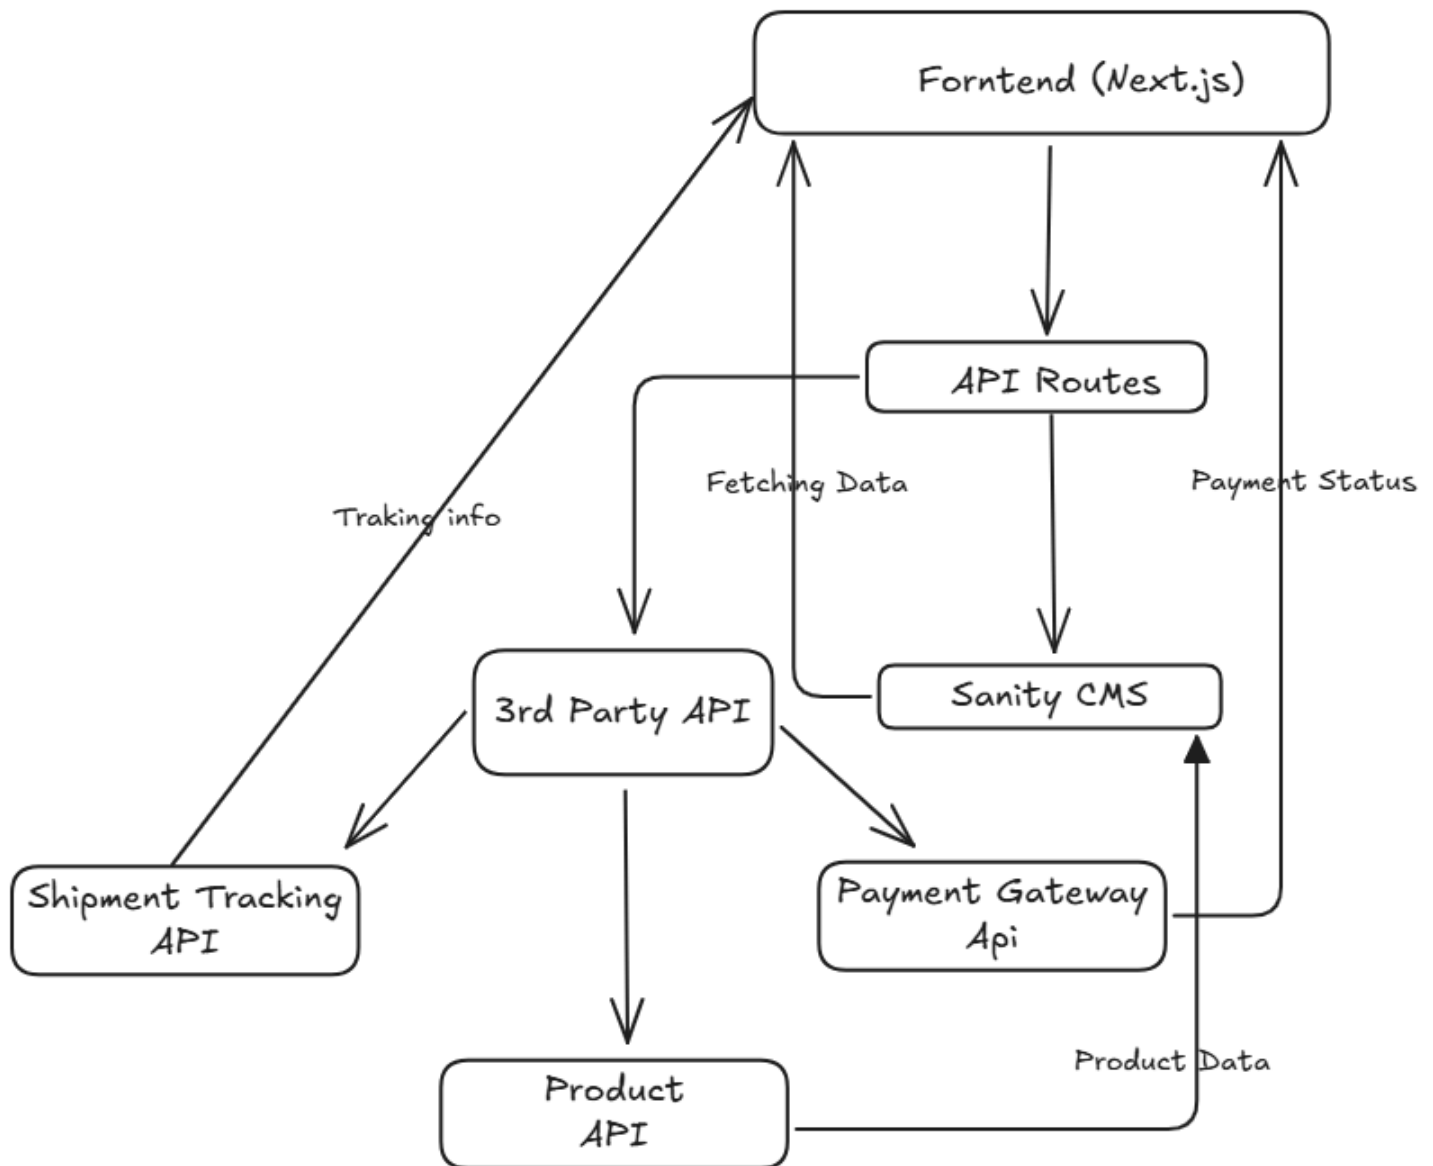 Forntend (Next.js)
API Routes
Fetching Data
Payment Status
Traking info
3rd Party API
Sanity CMS
Shipment Tracking
API
Payment Gateway
Api
Product Data
Product
API